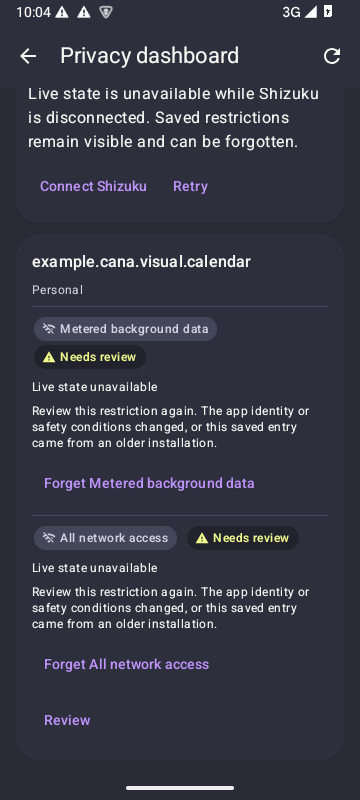 10:04
3G
Privacy dashboard
Live state is unavailable while Shizuku
is disconnected. Saved restrictions
remain visible and can be forgotten.
Connect Shizuku Retry
example.cana.visual.calendar
Personal
Metered background data
Needs review
Live state unavailable
Review this restriction again. The app identity or
safety conditions changed, or this saved entry
came from an older installation.
Forget Metered background data
All network access Needs review
Live state unavailable
Review this restriction again. The app identity or
safety conditions changed, or this saved entry
came from an older installation.
Forget All network access
Review